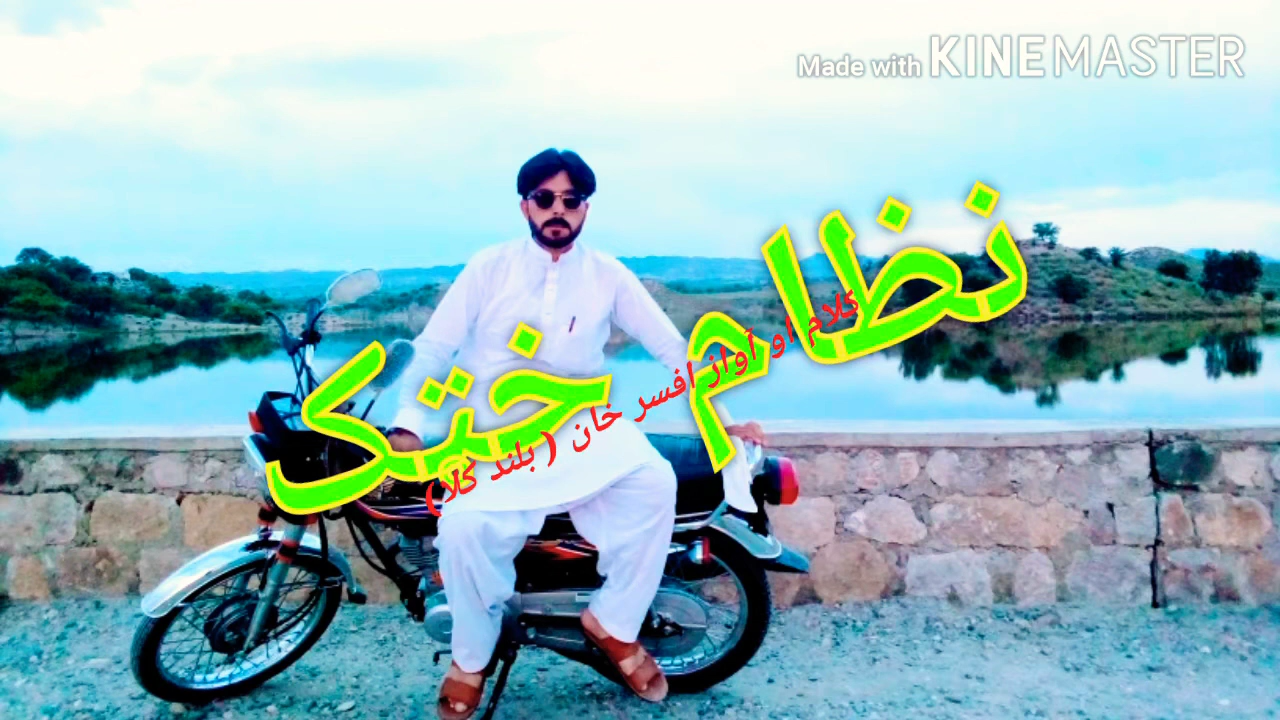 Made with KINEMASTER
نظام خټک
کلام او آواز افسر خان (بلند کلا)